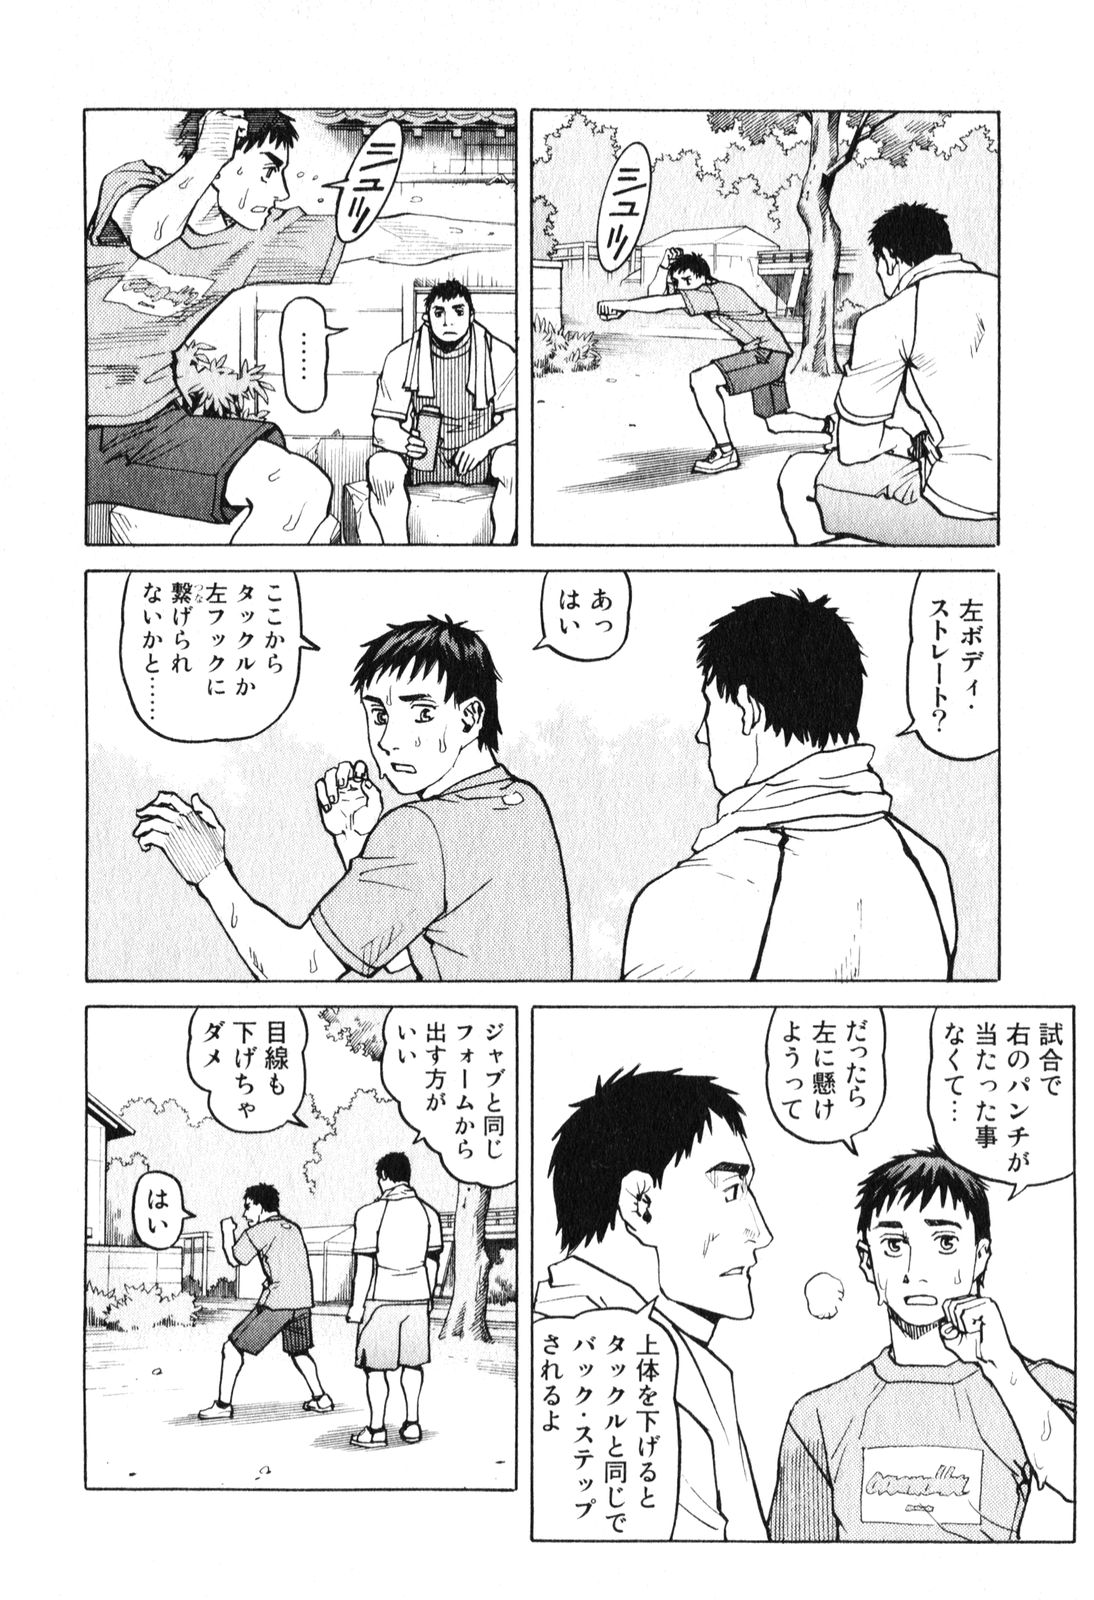 シュッ
シュッ
……
左ボディ・
ストレート？
あっ
はい
ここから
タックルか
左フックに
繋げられ
つな
ないかと……
試合で
右のパンチが
当たった事
なくて…
だったら
左に懸け
ようって
上体を下げると
タックルと同じで
バック・ステップ
されるよ
ジャブと同じ
フォームから
出す方が
いい
目線も
下げちゃ
ダメ
はい